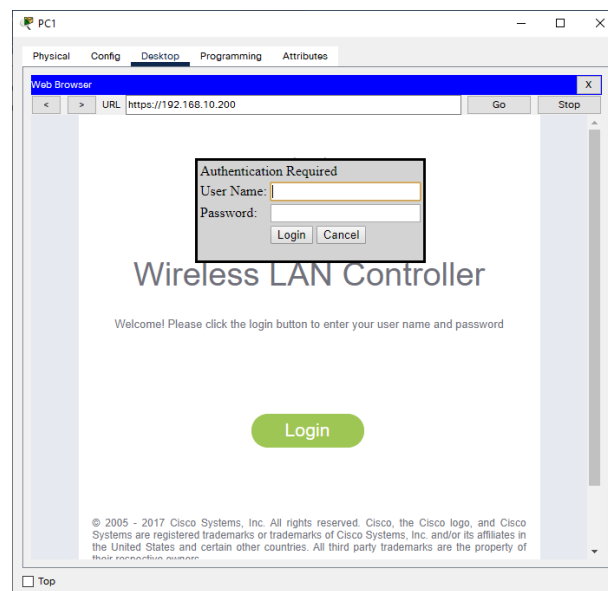 PC1
Physical Config Desktop Programming Attributes
Web Browser X
< > URL https://192.168.10.200 Go Stop
Authentication Required
User Name:
Password:
Login Cancel
Wireless LAN Controller
Welcome! Please click the login button to enter your user name and password
Login
© 2005 - 2017 Cisco Systems, Inc. All rights reserved. Cisco, the Cisco logo, and Cisco
Systems are registered trademarks or trademarks of Cisco Systems, Inc. and/or its affiliates in
the United States and certain other countries. All third party trademarks are the property of
their respective owners.
Top